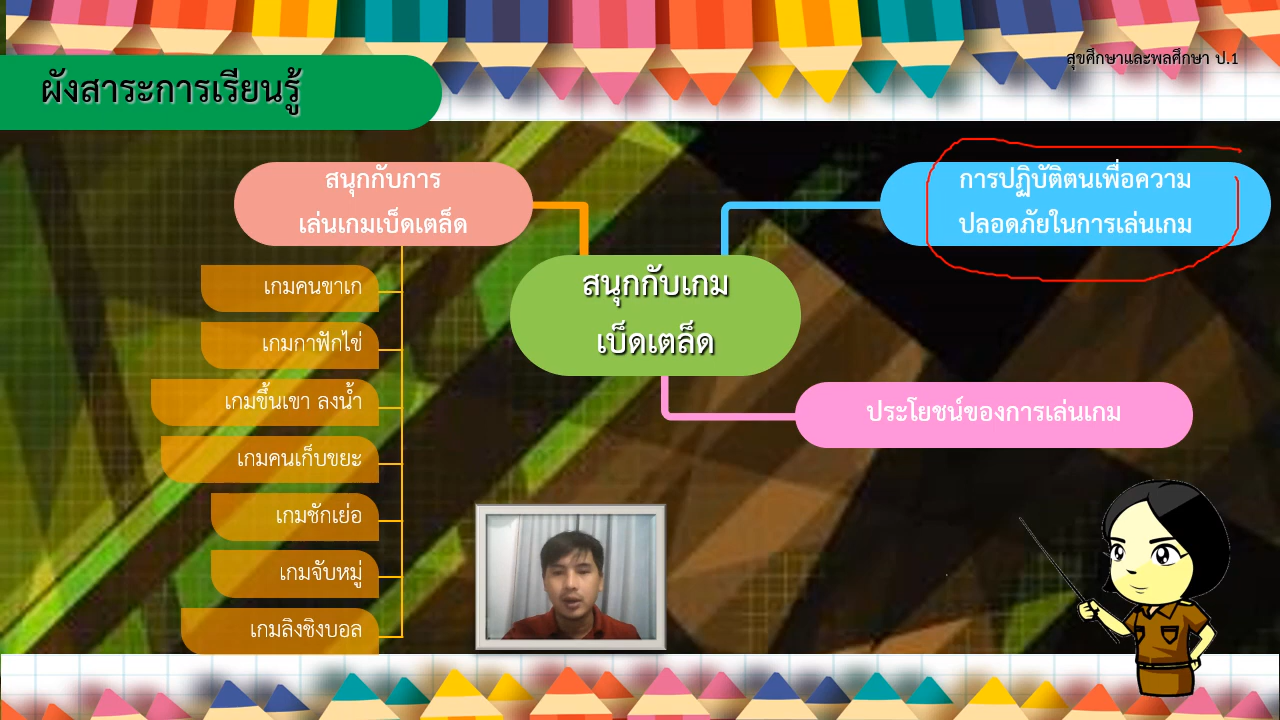 สุขศึกษาและพลศึกษา ป.1
ผังสาระการเรียนรู้
สนุกกับการ
เล่นเกมเบ็ดเตล็ด
เกมคนขาเก
เกมกาฟักไข่
เกมขึ้นเขา ลงน้ำ
เกมคนเก็บขยะ
เกมชักเย่อ
เกมจับหมู่
เกมลิงชิงบอล
สนุกกับเกม
เบ็ดเตล็ด
การปฏิบัติตนเพื่อความ
ปลอดภัยในการเล่นเกม
ประโยชน์ของการเล่นเกม